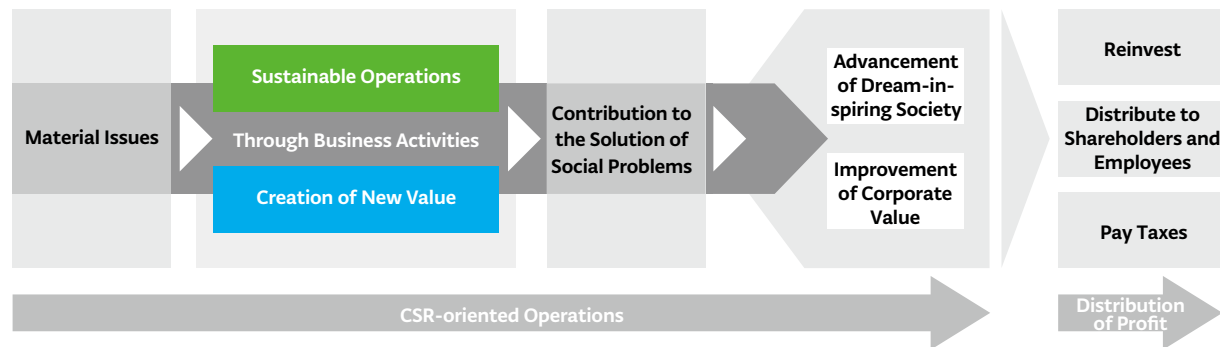 Material Issues
Sustainable Operations
Through Business Activities
Creation of New Value
Contribution to
the Solution of
Social Problems
Advancement
of Dream-in-
spiring Society
Improvement
of Corporate
Value
Reinvest
Distribute to
Shareholders and
Employees
Pay Taxes
CSR-oriented Operations
Distribution
of Profit